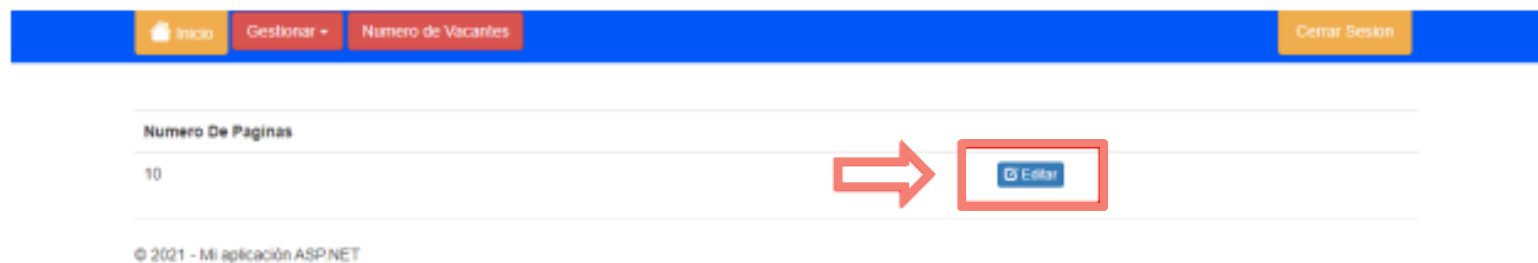 Inicio Gestionar Numero de Vacantes Cerrar Sesion
Numero De Paginas
10 Editar
© 2021 - Mi aplicación ASP.NET